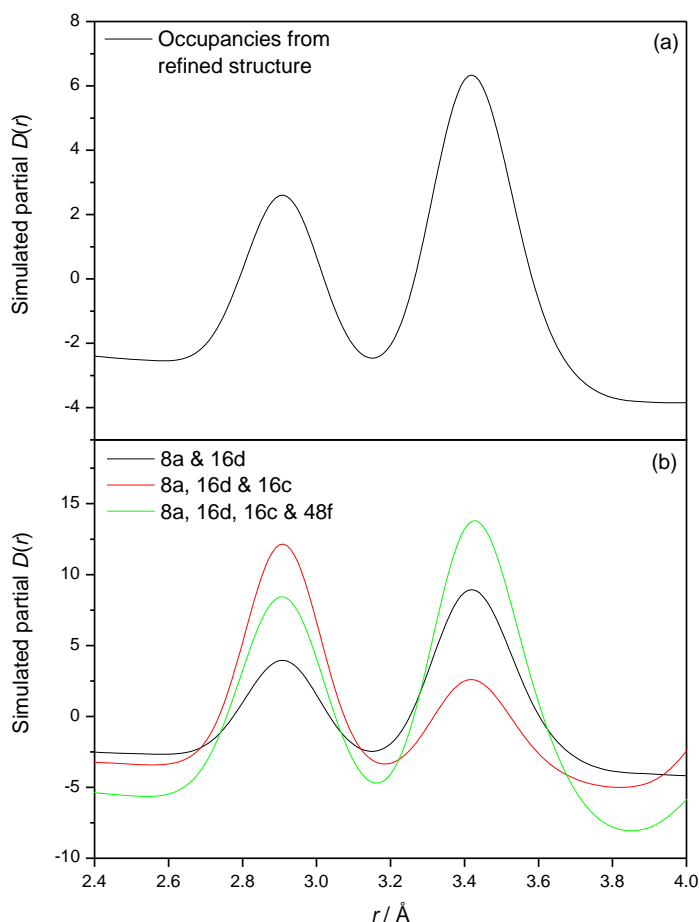 8
Occupancies from
refined structure
(a)
6
4
2
0
-2
-4
Simulated partial D(r)
8a & 16d
(b)
8a, 16d & 16c
8a, 16d, 16c & 48f
15
10
5
0
-5
-10
Simulated partial D(r)
2.4 2.6 2.8 3.0 3.2 3.4 3.6 3.8 4.0
r / Å